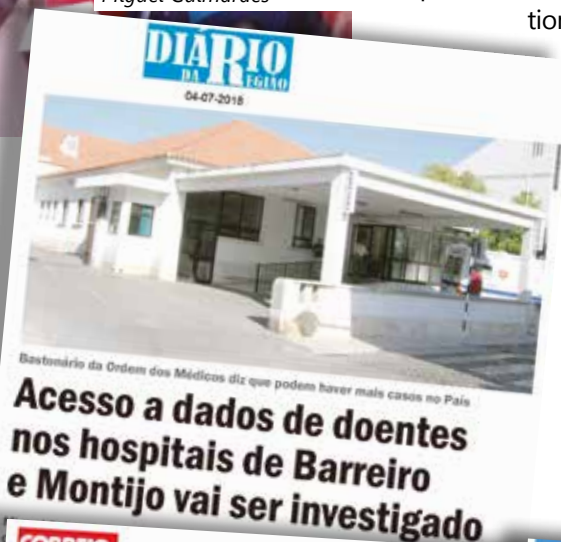 Miguel Guimarães
tion
DIÁRIO
DA REGIÃO
04-07-2018
Bastonário da Ordem dos Médicos diz que podem haver mais casos no País
Acesso a dados de doentes
nos hospitais de Barreiro
e Montijo vai ser investigado
CORREIO